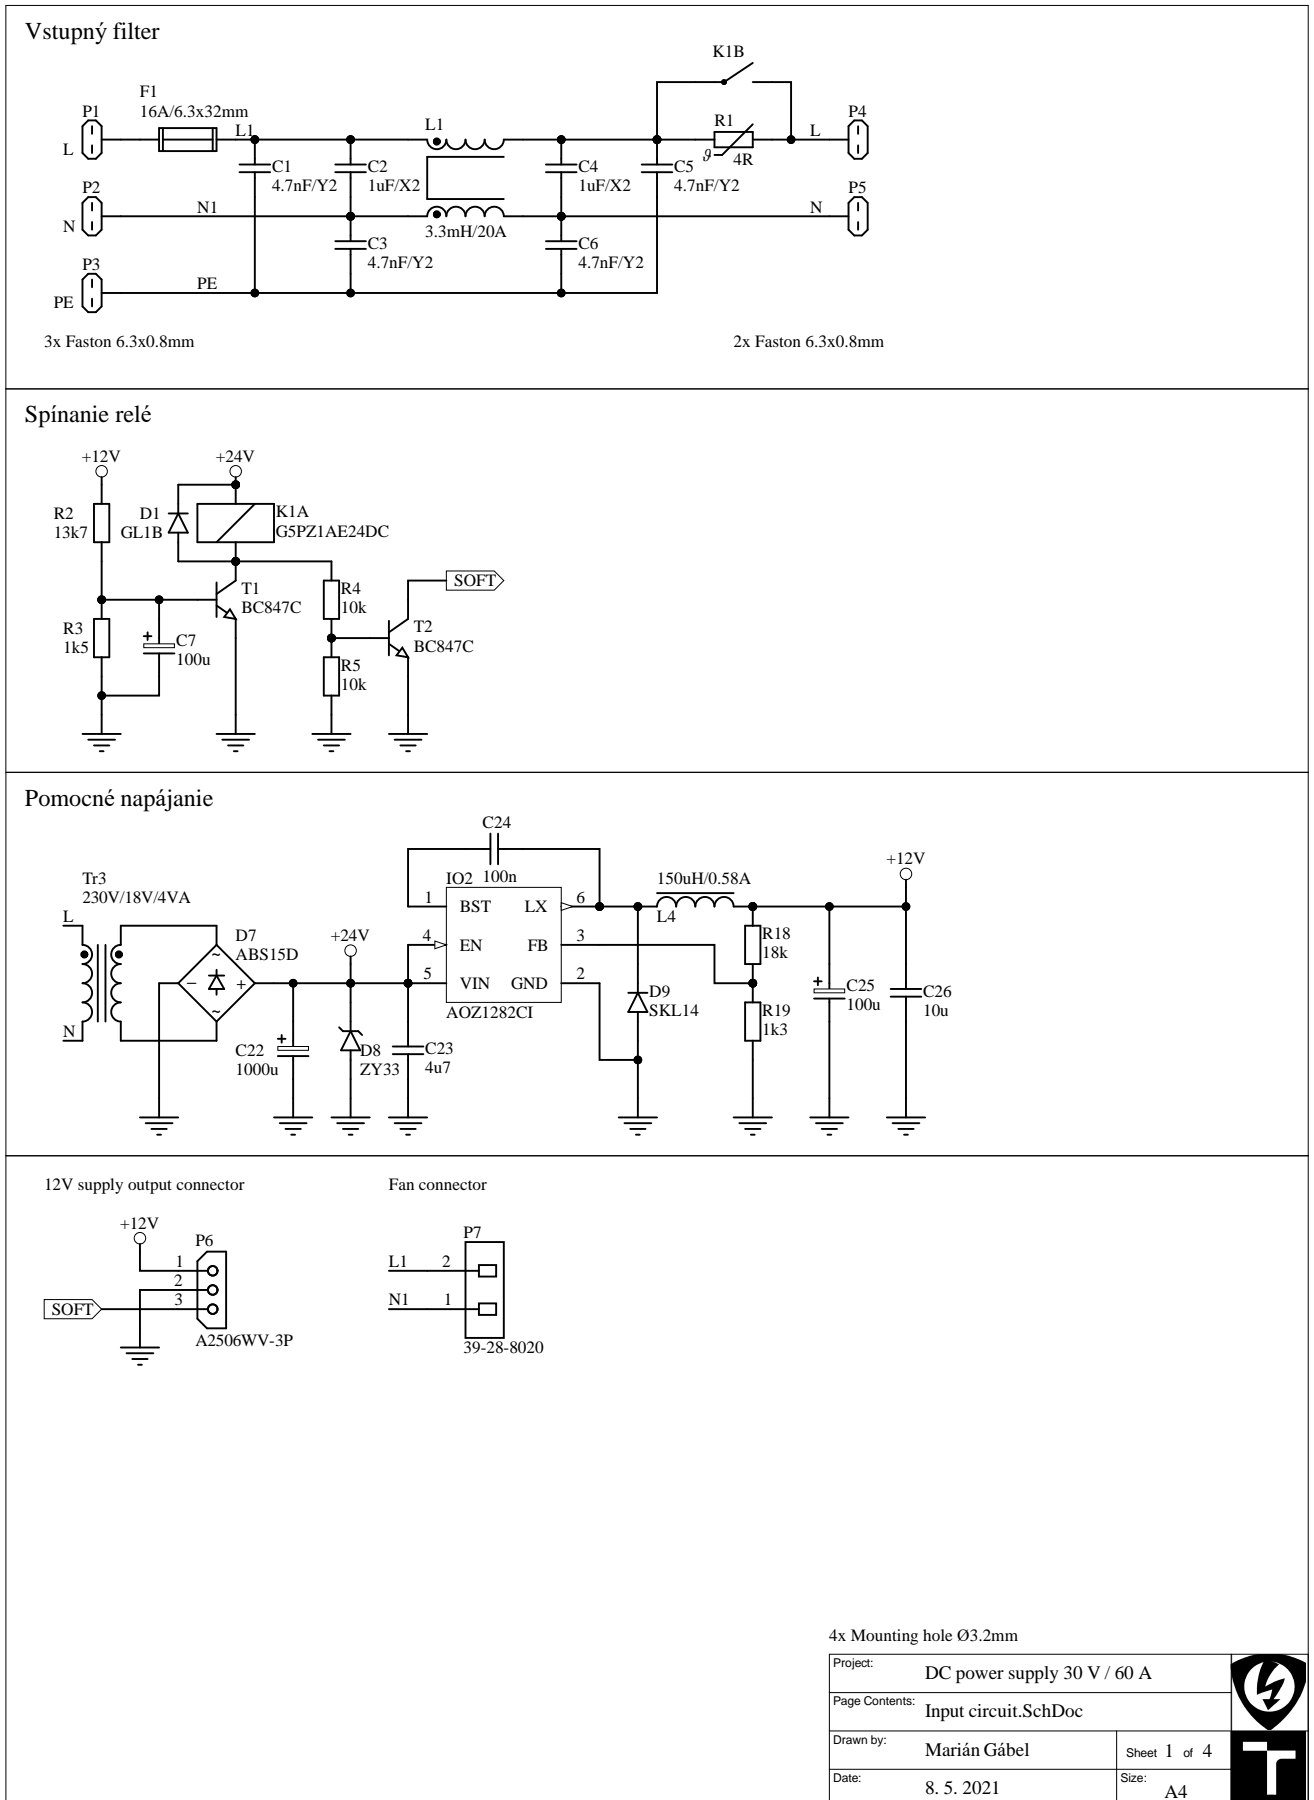 Vstupný filter
K1B
F1
16A/6.3x32mm
P1
L
L1
L1
R1
ϑ
4R
L
P4
C1
4.7nF/Y2
C2
1uF/X2
C4
1uF/X2
C5
4.7nF/Y2
P2
N
N1
3.3mH/20A
N
P5
C3
4.7nF/Y2
C6
4.7nF/Y2
P3
PE
PE
3x Faston 6.3x0.8mm
2x Faston 6.3x0.8mm
Spínanie relé
+12V
+24V
R2
13k7
D1
GL1B
K1A
G5PZ1AE24DC
T1
BC847C
R4
10k
SOFT
R3
1k5
+
C7
100u
T2
BC847C
R5
10k
Pomocné napájanie
C24
100n
Tr3
230V/18V/4VA
L
N
D7
ABS15D
~
−
+
~
+24V
IO2
1
BST
LX
6
4
EN
FB
3
5
VIN
GND
2
AOZ1282CI
150uH/0.58A
L4
+12V
R18
18k
D9
SKL14
R19
1k3
+
C25
100u
C26
10u
+
C22
1000u
D8
ZY33
C23
4u7
12V supply output connector
Fan connector
+12V
P6
1
2
3
SOFT
A2506WV-3P
P7
L1
2
N1
1
39-28-8020
4x Mounting hole Ø3.2mm
Project:
DC power supply 30 V / 60 A
Page Contents:
Input circuit.SchDoc
Drawn by:
Marián Gábel
Sheet 1 of 4
Date:
8. 5. 2021
Size:
A4